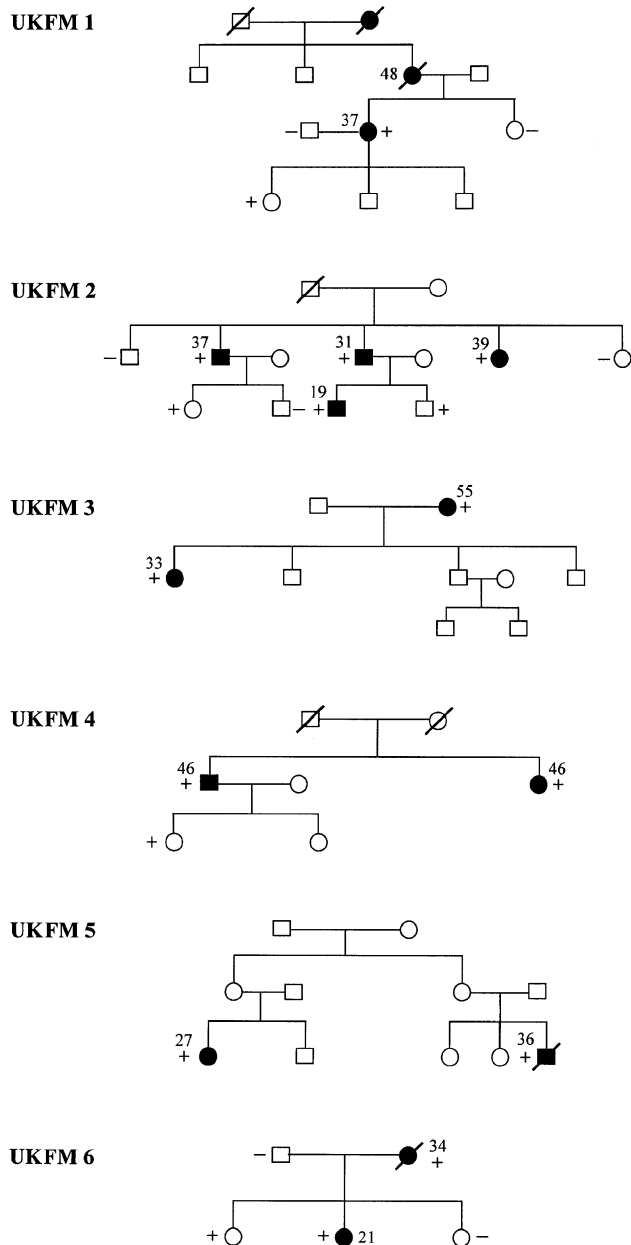 UKFM 1
48
− 37 + −
+
UKFM 2
− 37 + 31 + 39 + −
+ − 19 + +
UKFM 3
55 +
33 +
UKFM 4
46 + 46 +
+
UKFM 5
27 + 36 +
UKFM 6
− 34 +
+ + 21 −